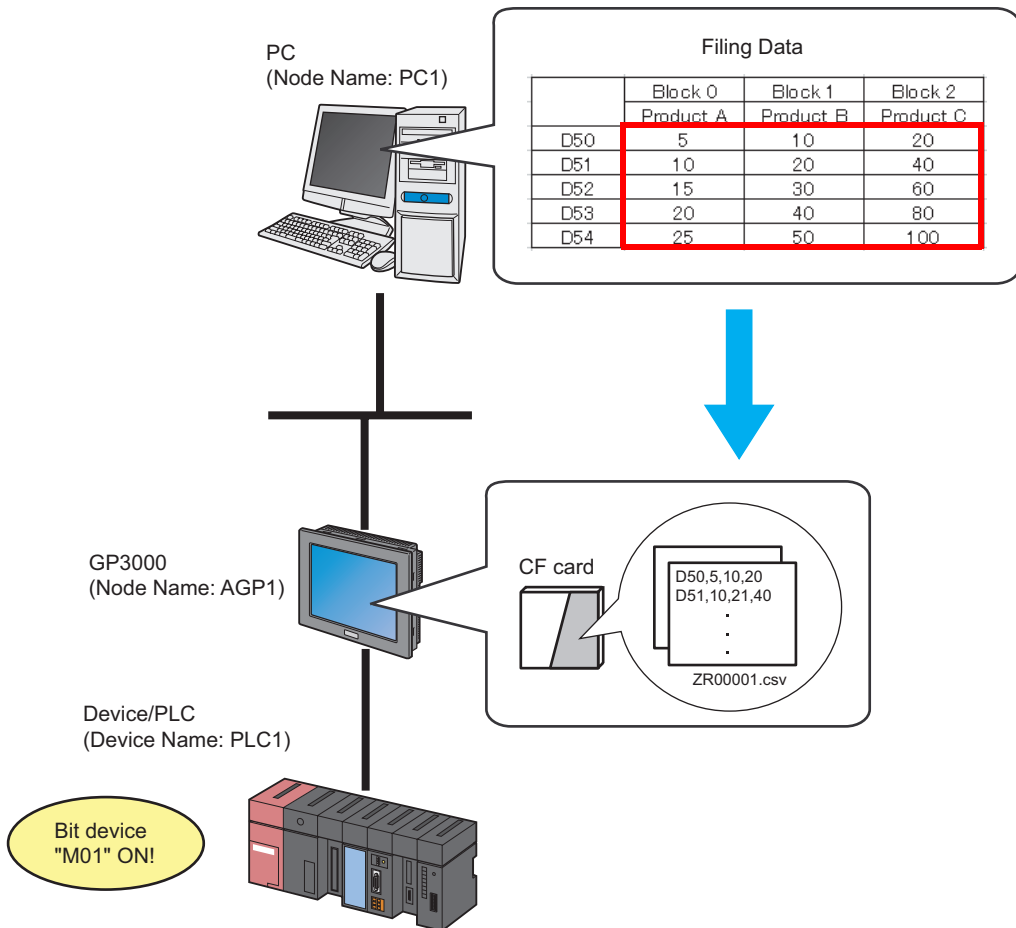 PC
(Node Name: PC1)
Filing Data
Block 0 Block 1 Block 2
Product A Product B Product C
D50 5 10 20
D51 10 20 40
D52 15 30 60
D53 20 40 80
D54 25 50 100
GP3000
(Node Name: AGP1)
CF card
D50,5,10,20
D51,10,21,40
.
.
.
ZR00001.csv
Device/PLC
(Device Name: PLC1)
Bit device
"M01" ON!